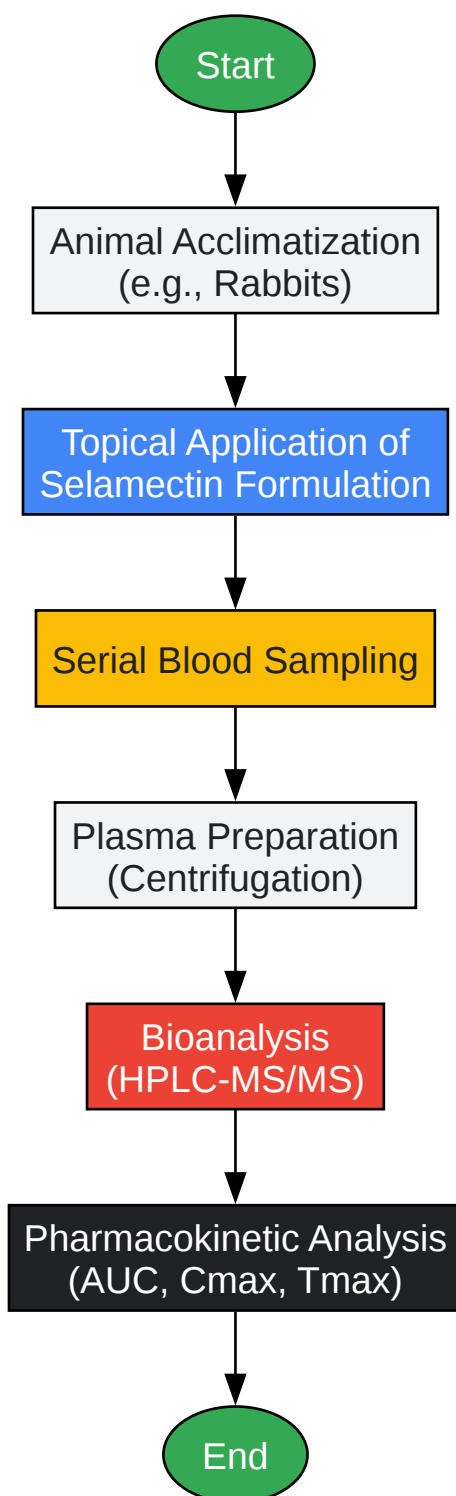 Start
Animal Acclimatization
(e.g., Rabbits)
Topical Application of
Selamectin Formulation
Serial Blood Sampling
Plasma Preparation
(Centrifugation)
Bioanalysis
(HPLC-MS/MS)
Pharmacokinetic Analysis
(AUC, Cmax, Tmax)
End